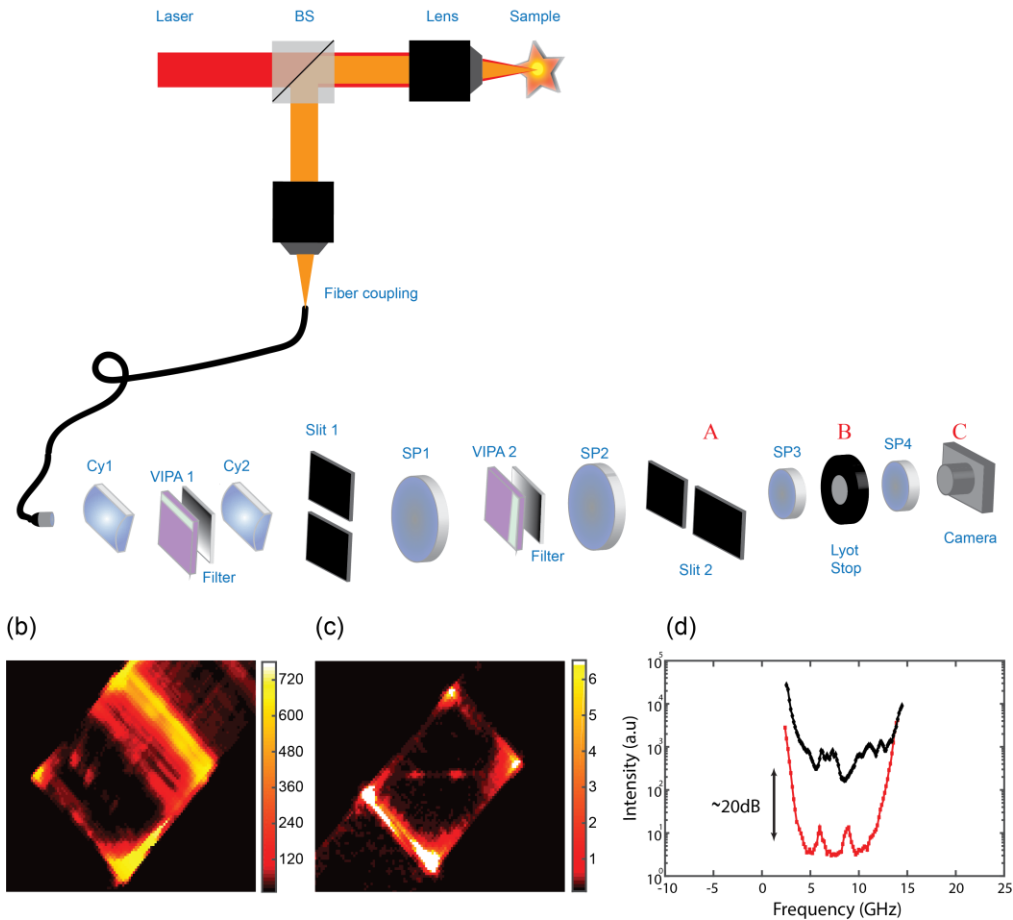 Laser BS Lens Sample
Fiber coupling
A B C
Slit 1
SP1 VIPA 2 SP2 SP3 SP4
Cy1 VIPA 1 Cy2
Filter Filter Slit 2 Lyot Stop Camera
(b) (c) (d)
720
600
480
360
240
120
6
5
4
3
2
1
10^5
10^4
10^3
10^2
10^1
10^0
Intensity (a.u)
~20dB
-10 -5 0 5 10 15 20 25
Frequency (GHz)